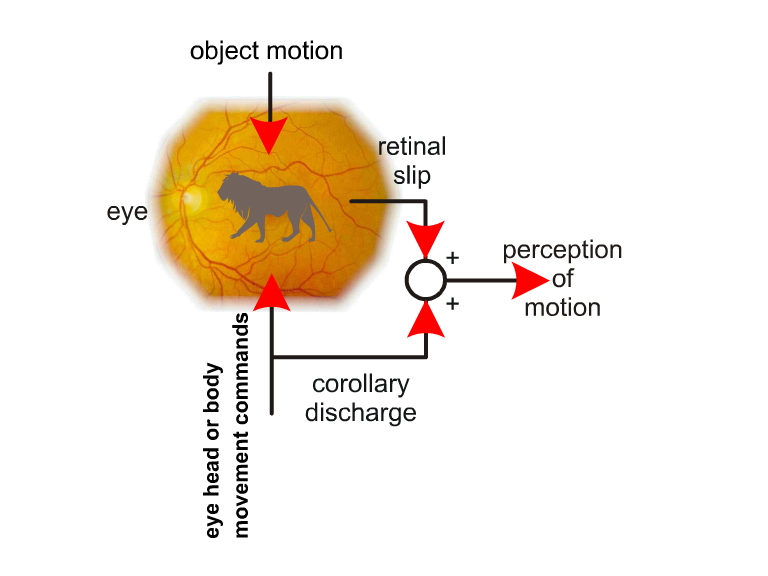 object motion
retinal
slip
eye
+
perception
of
motion
+
corollary
discharge
eye head or body
movement commands